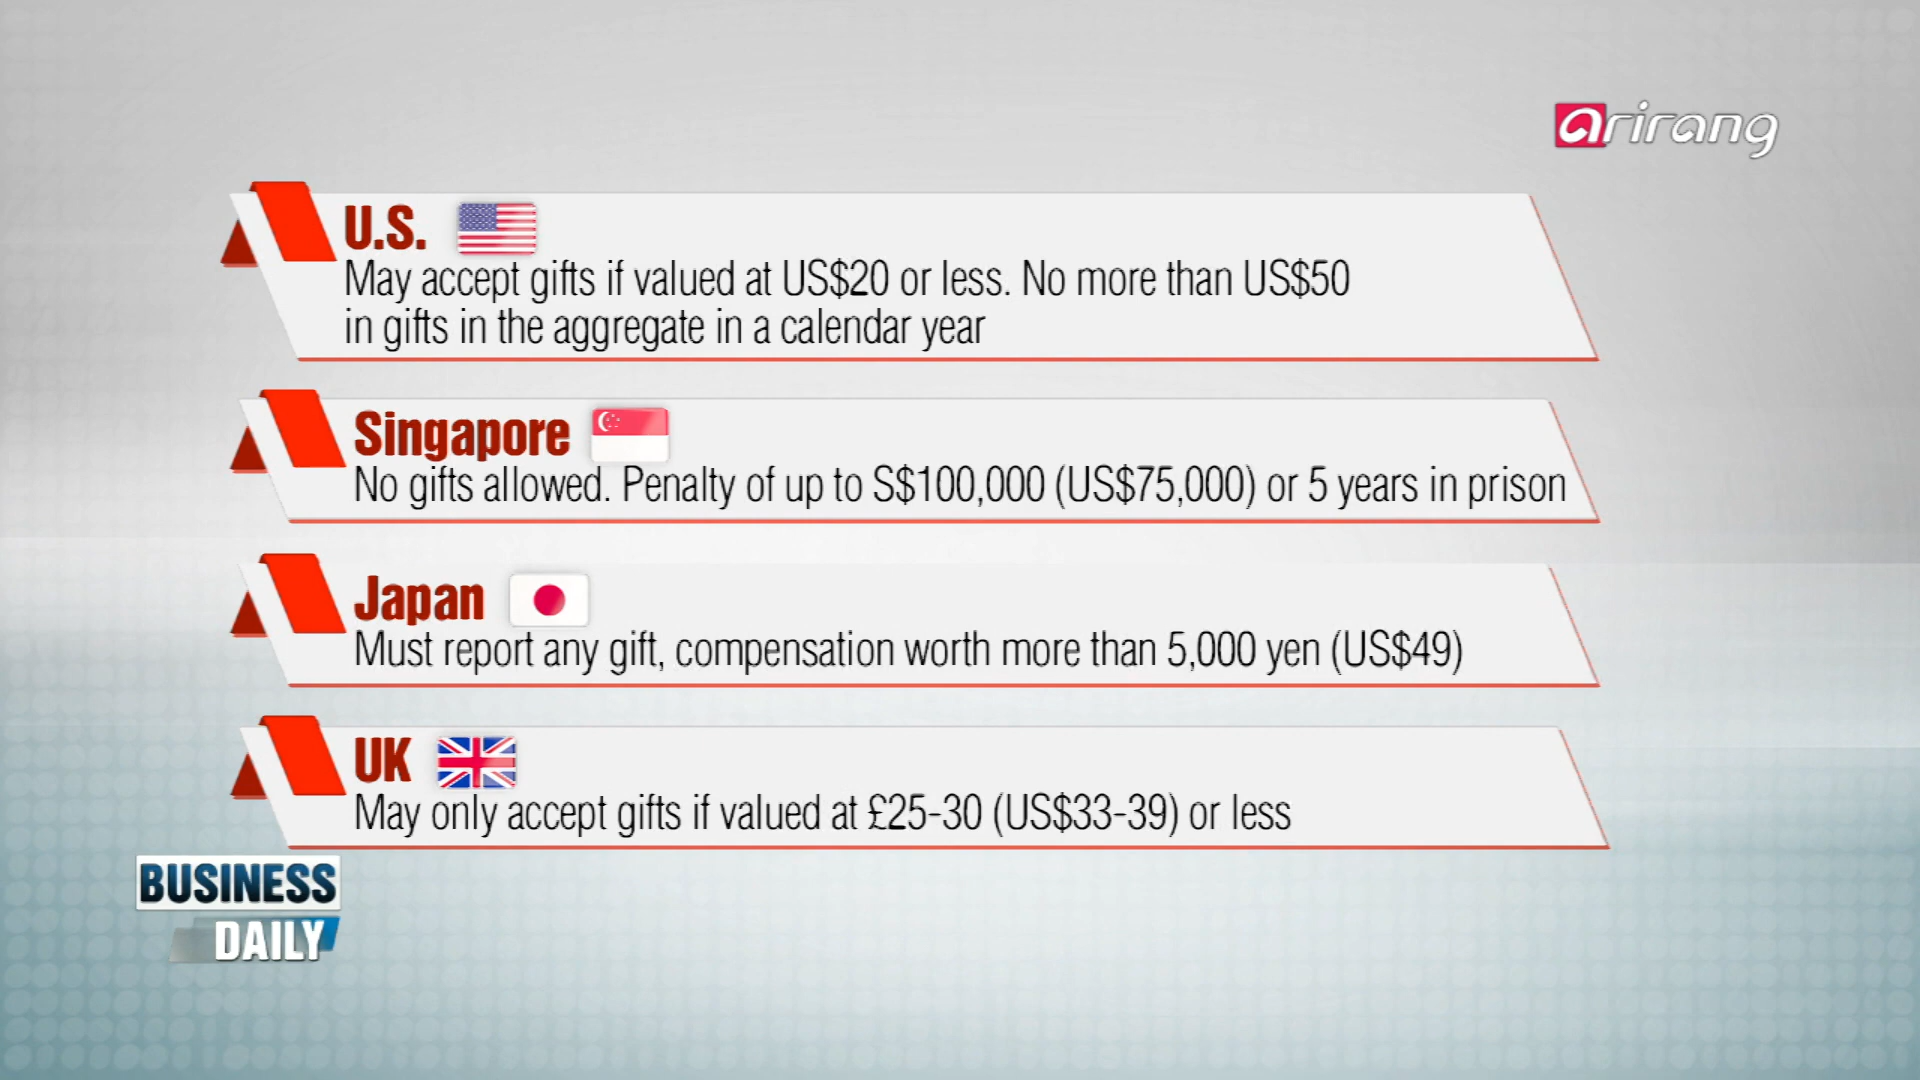 arirang
U.S.
May accept gifts if valued at US$20 or less. No more than US$50
in gifts in the aggregate in a calendar year
Singapore
No gifts allowed. Penalty of up to S$100,000 (US$75,000) or 5 years in prison
Japan
Must report any gift, compensation worth more than 5,000 yen (US$49)
UK
May only accept gifts if valued at £25-30 (US$33-39) or less
BUSINESS
DAILY